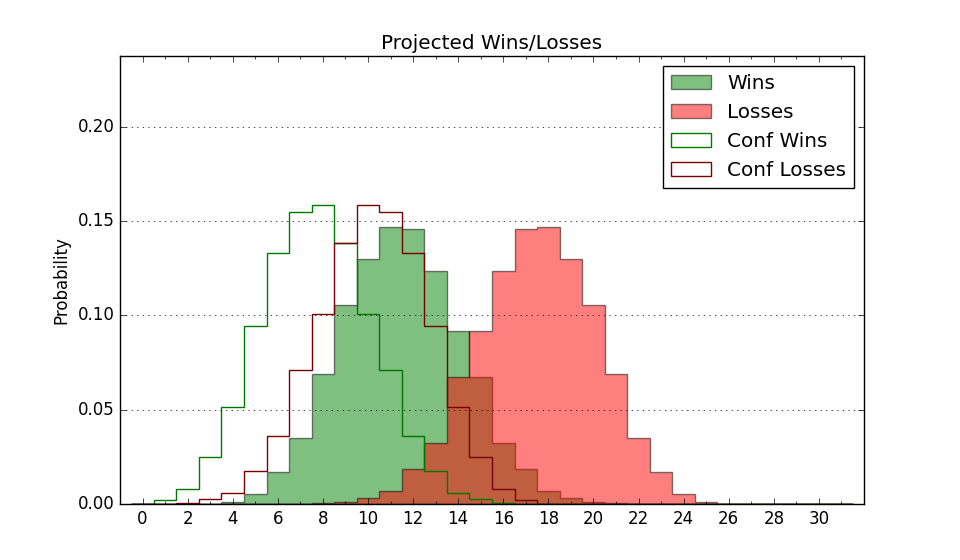 Projected Wins/Losses
Wins
Losses
Conf Wins
Conf Losses
Probability
0.20
0.15
0.10
0.05
0.00
0 2 4 6 8 10 12 14 16 18 20 22 24 26 28 30